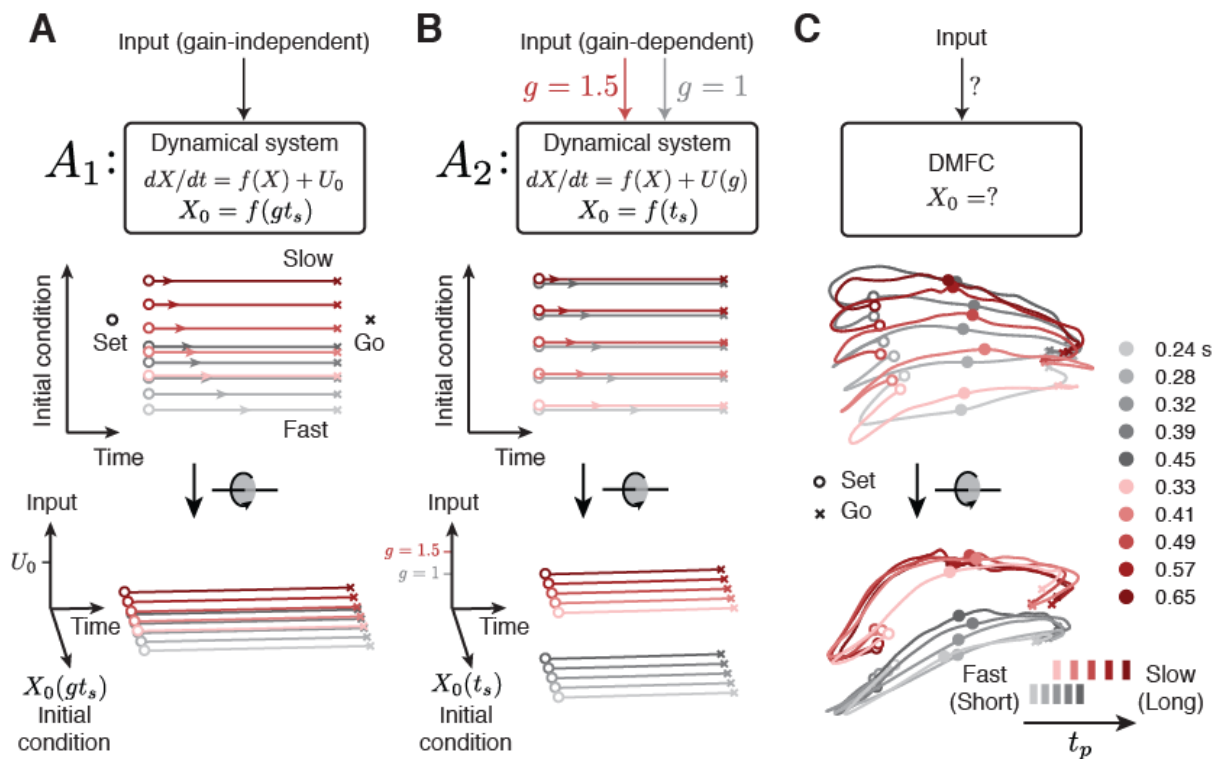 A
Input (gain-independent)
A₁:
Dynamical system
dX/dt = f(X) + U₀
X₀ = f(gtₛ)
Initial condition
Slow
Set
Go
Fast
Time
Input
U₀
Time
X₀(gtₛ)
Initial
condition
B
Input (gain-dependent)
g = 1.5
g = 1
A₂:
Dynamical system
dX/dt = f(X) + U(g)
X₀ = f(tₛ)
Initial condition
Time
Input
g = 1.5
g = 1
Time
X₀(tₛ)
Initial
condition
C
Input
?
DMFC
X₀ =?
Set
Go
0.24 s
0.28
0.32
0.39
0.45
0.33
0.41
0.49
0.57
0.65
Fast
(Short)
Slow
(Long)
tₚ